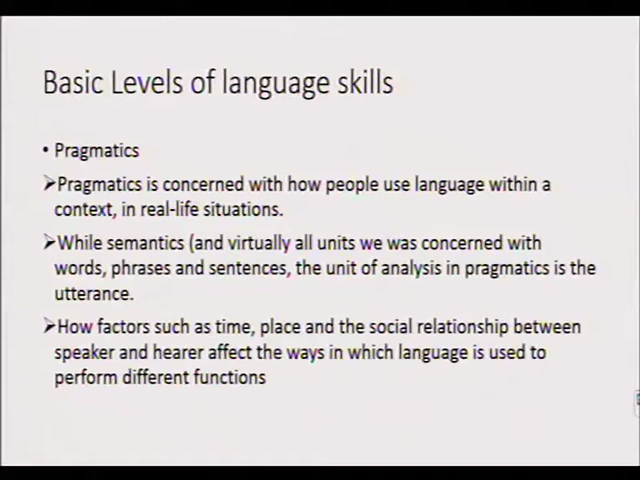 Basic Levels of language skills
• Pragmatics
➢Pragmatics is concerned with how people use language within a
context, in real-life situations.
➢While semantics (and virtually all units we was concerned with
words, phrases and sentences, the unit of analysis in pragmatics is the
utterance.
➢How factors such as time, place and the social relationship between
speaker and hearer affect the ways in which language is used to
perform different functions